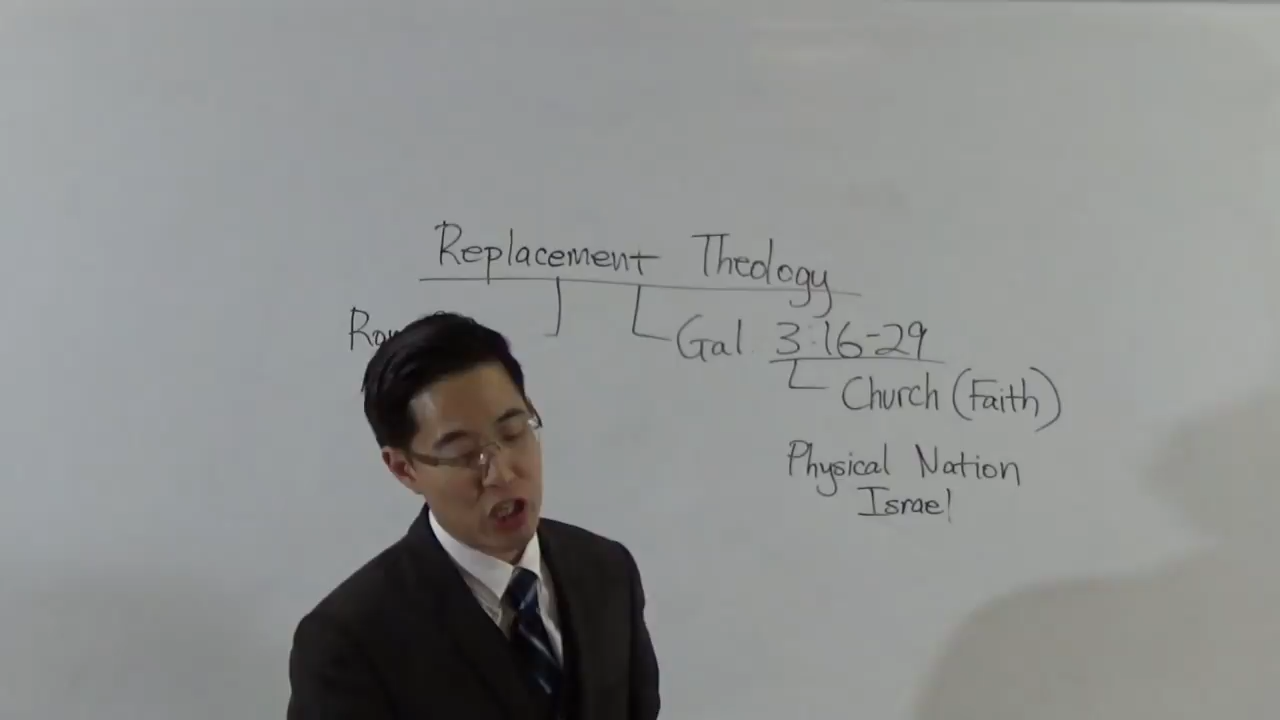 Replacement Theology
Gal 3:16-29
Church (Faith)
Physical Nation
Israel